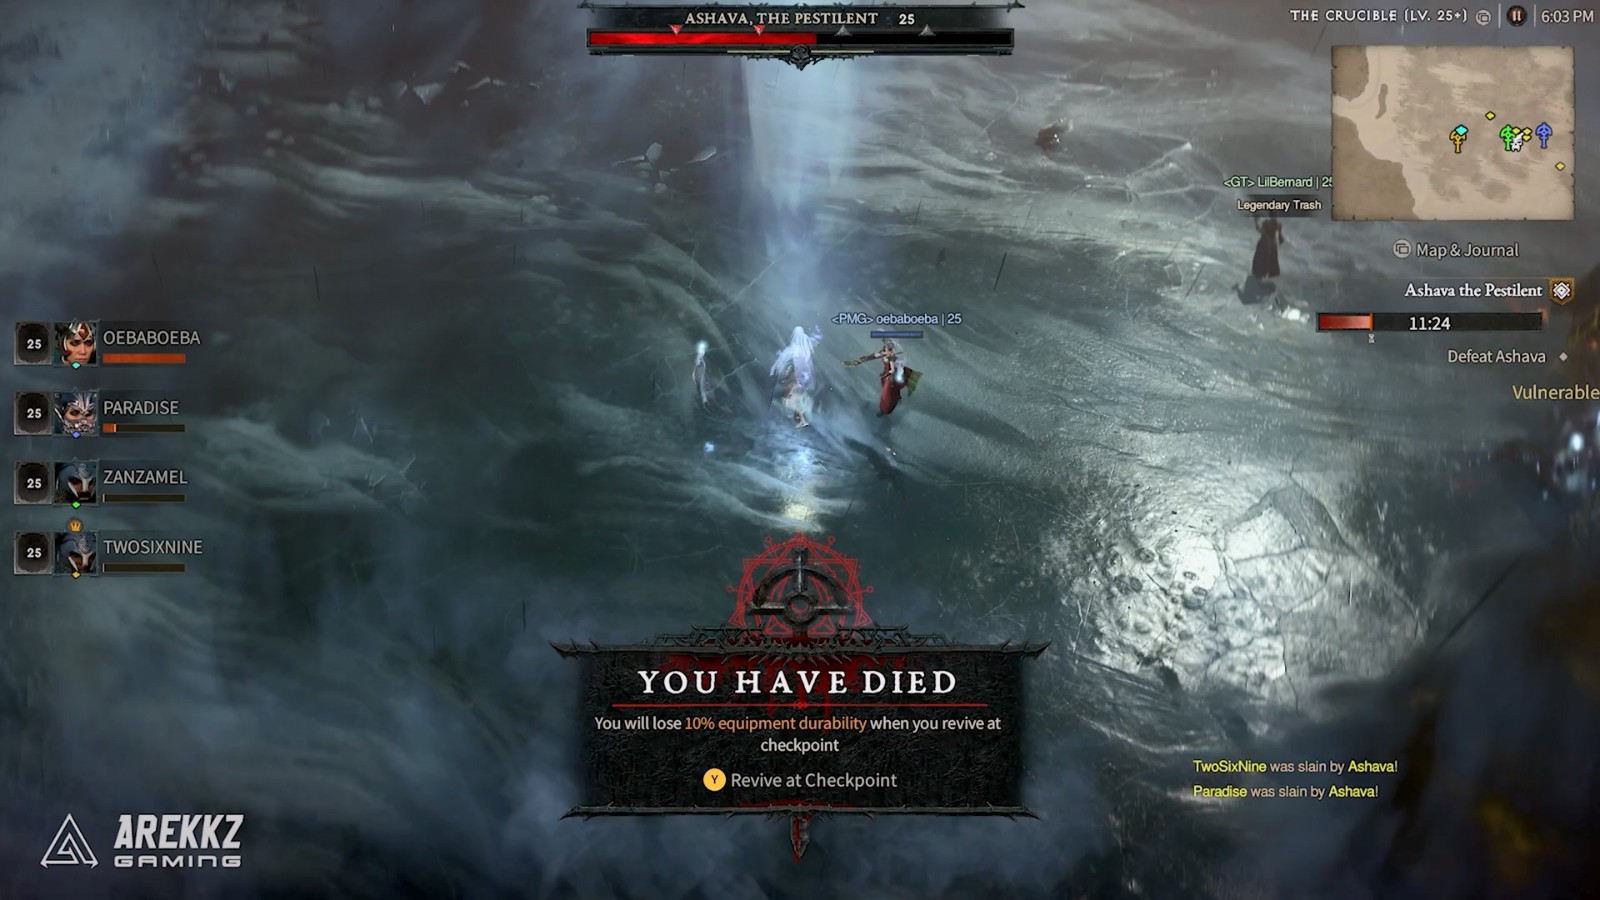 ASHAVA, THE PESTILENT 25
THE CRUCIBLE (LV. 25+) 6:03 PM
<GT> LilBernard | 25
Legendary Trash
Map & Journal
Ashava the Pestilent
11:24
Defeat Ashava
Vulnerable
<PMG> oebaboeba | 25
25 OEBABOEBA
25 PARADISE
25 ZANZAMEL
25 TWOSIXNINE
YOU HAVE DIED
You will lose 10% equipment durability when you revive at
checkpoint
Y Revive at Checkpoint
TwoSixNine was slain by Ashava!
Paradise was slain by Ashava!
AREKKZ
GAMING